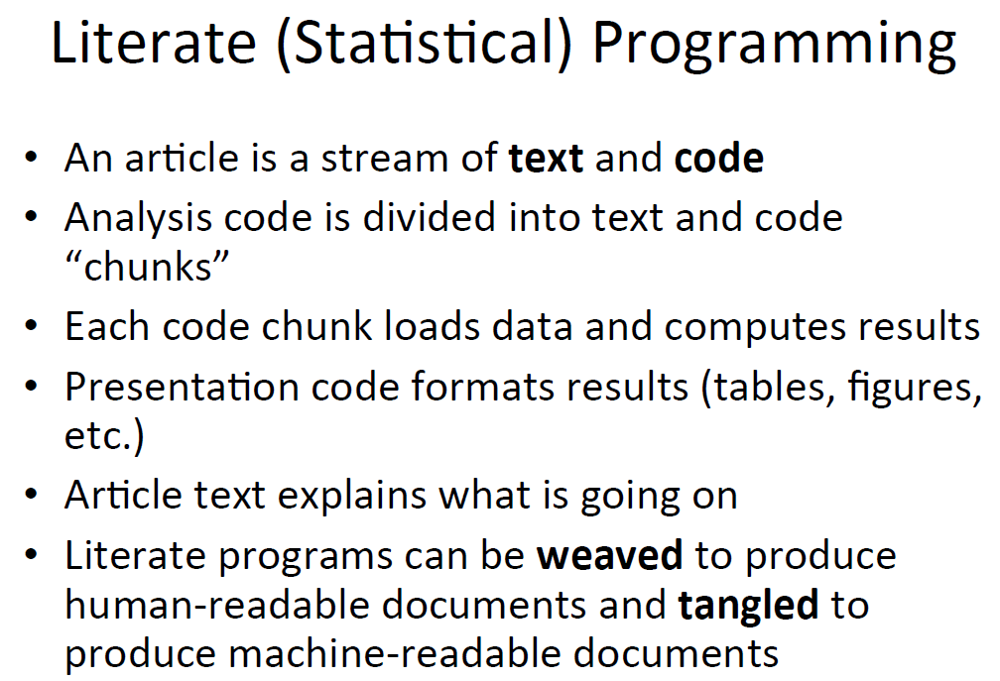 Literate (Statistical) Programming
• An article is a stream of text and code
• Analysis code is divided into text and code
“chunks”
• Each code chunk loads data and computes results
• Presentation code formats results (tables, figures,
etc.)
• Article text explains what is going on
• Literate programs can be weaved to produce
human-readable documents and tangled to
produce machine-readable documents